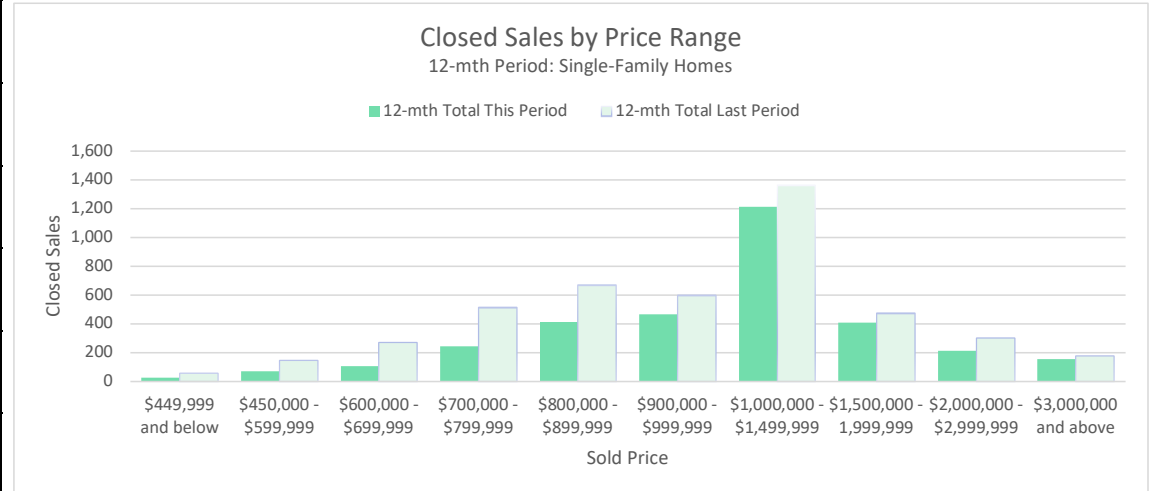 Closed Sales by Price Range
12-mth Period: Single-Family Homes
12-mth Total This Period 12-mth Total Last Period
1,600
1,400
1,200
1,000
800
600
400
200
0
Closed Sales
$449,999 $450,000 - $600,000 - $700,000 - $800,000 - $900,000 - $1,000,000 - $1,500,000 - $2,000,000 - $3,000,000
and below $599,999 $699,999 $799,999 $899,999 $999,999 $1,499,999 1,999,999 $2,999,999 and above
Sold Price